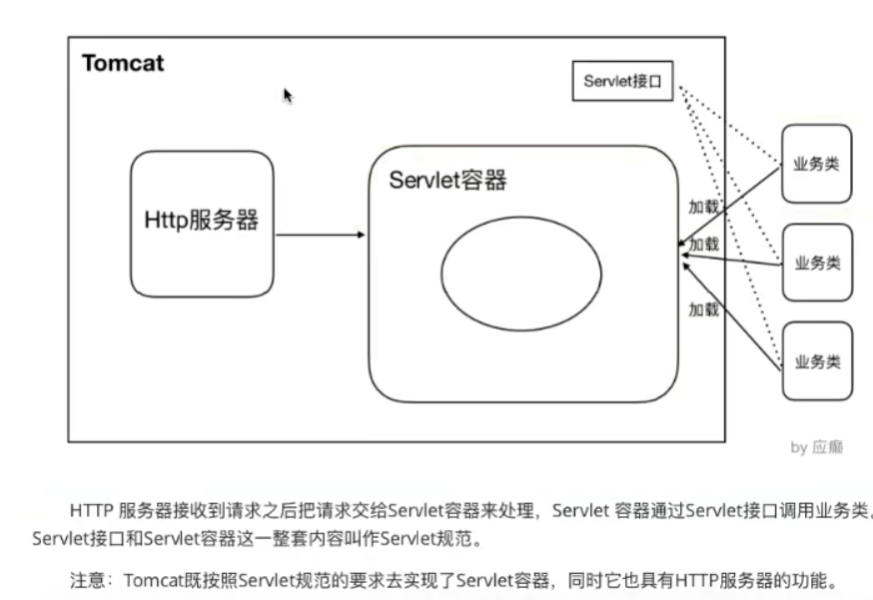 Tomcat
Servlet接口
业务类
Servlet容器
加载
Http服务器
加载
业务类
加载
业务类
by 应癫
HTTP 服务器接收到请求之后把请求交给Servlet容器来处理，Servlet 容器通过Servlet接口调用业务类。
Servlet接口和Servlet容器这一整套内容叫作Servlet规范。
注意：Tomcat既按照Servlet规范的要求去实现了Servlet容器，同时它也具有HTTP服务器的功能。